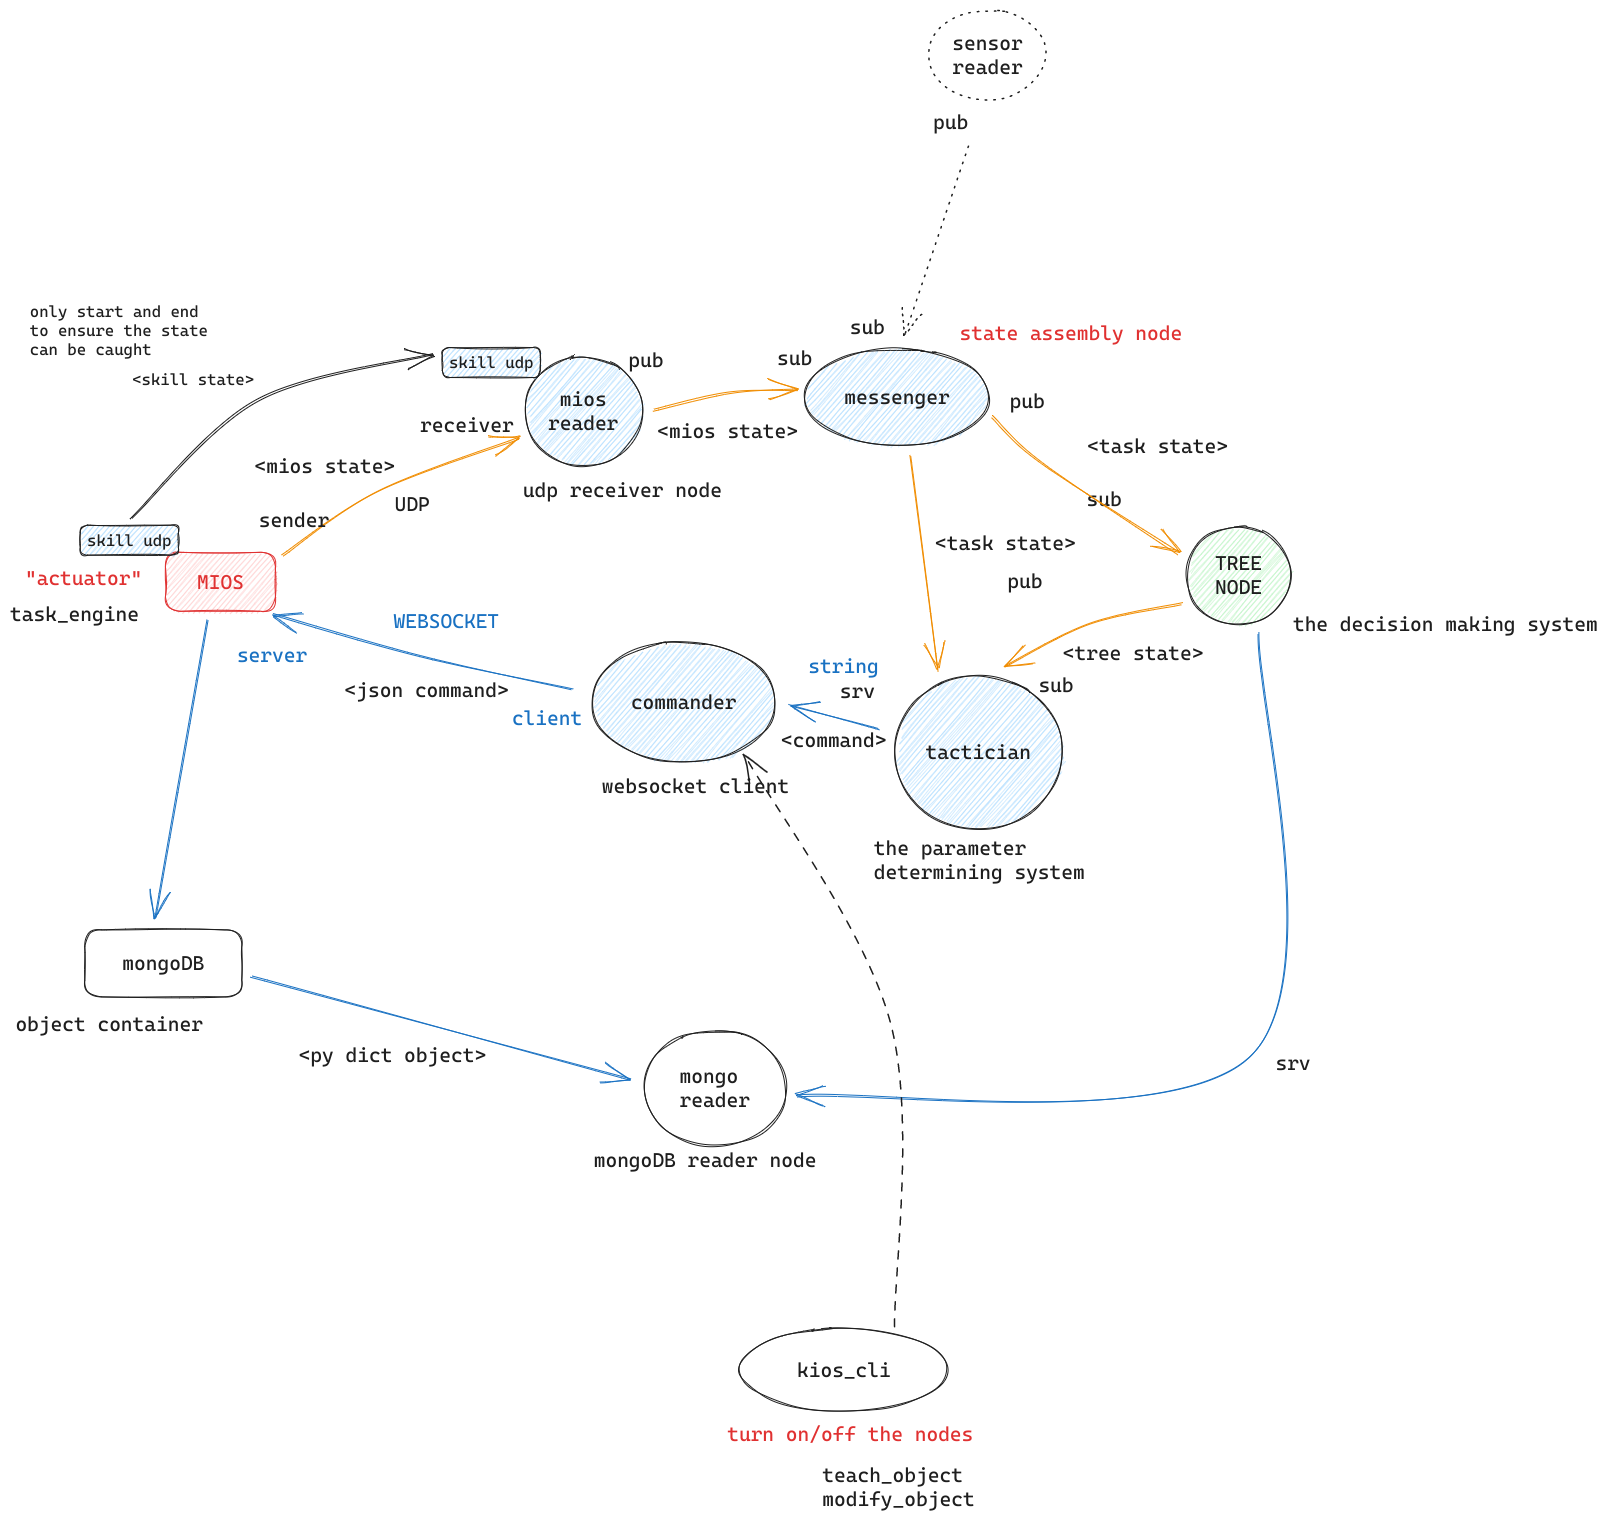 sensor
reader
pub
only start and end
to ensure the state
can be caught
<skill state>
skill udp
pub
mios
reader
receiver
<mios state>
UDP
sender
udp receiver node
<mios state>
sub
sub
state assembly node
messenger
pub
<task state>
sub
<task state>
pub
TREE
NODE
the decision making system
<tree state>
sub
skill udp
"actuator"
MIOS
task_engine
WEBSOCKET
server
<json command>
client
commander
websocket client
string
srv
<command>
tactician
the parameter
determining system
mongoDB
object container
<py dict object>
mongo
reader
mongoDB reader node
srv
kios_cli
turn on/off the nodes
teach_object
modify_object